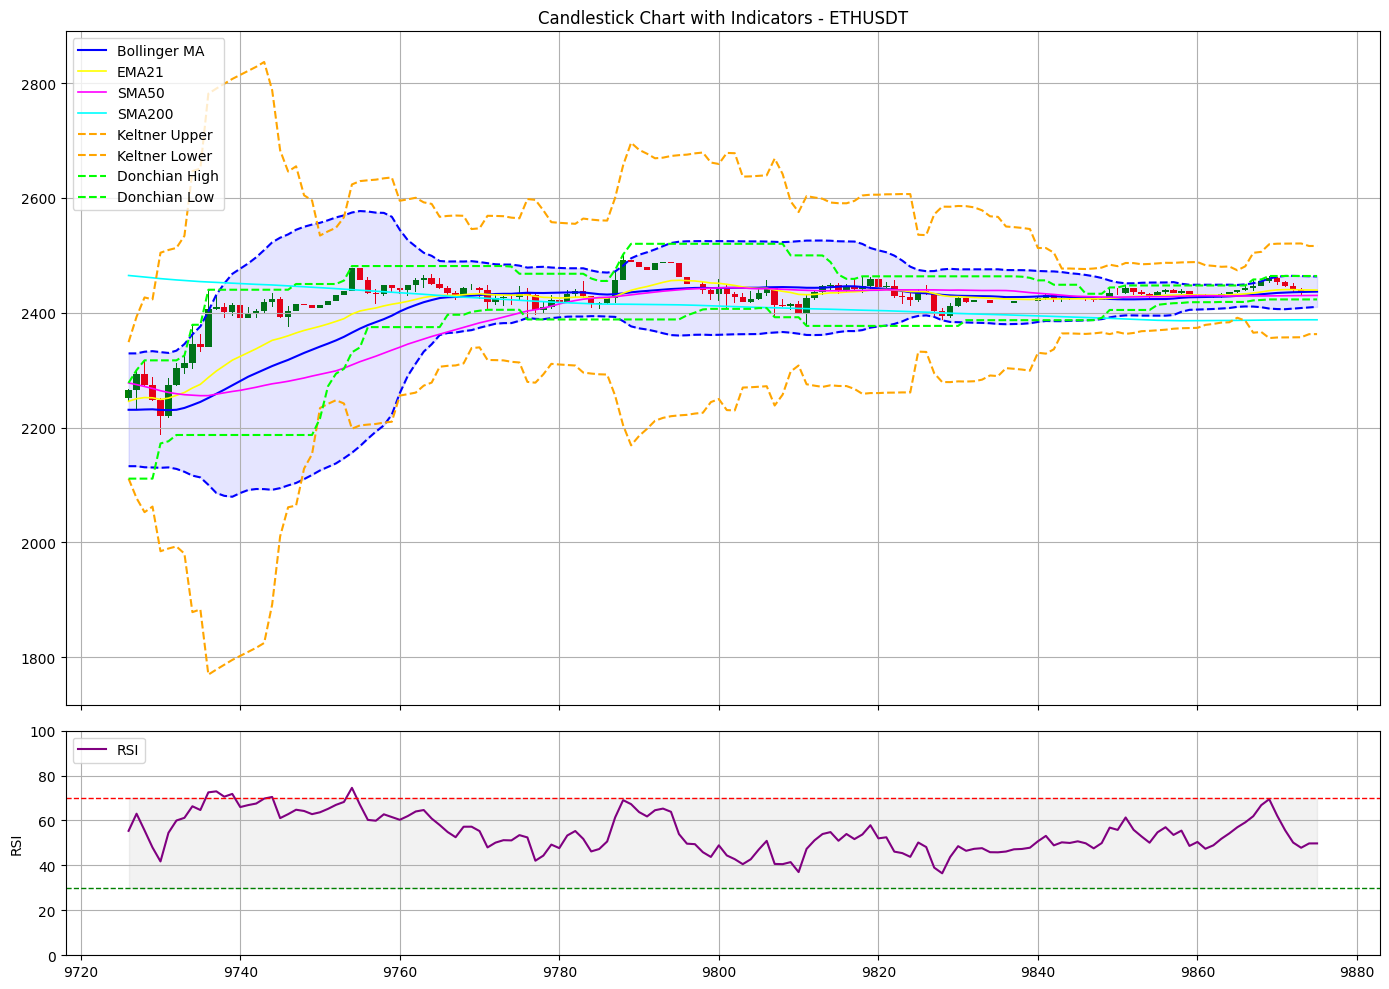 Candlestick Chart with Indicators - ETHUSDT
Bollinger MA
EMA21
SMA50
SMA200
Keltner Upper
Keltner Lower
Donchian High
Donchian Low
2800
2600
2400
2200
2000
1800
RSI
100
80
60
40
20
0
RSI
9720
9740
9760
9780
9800
9820
9840
9860
9880